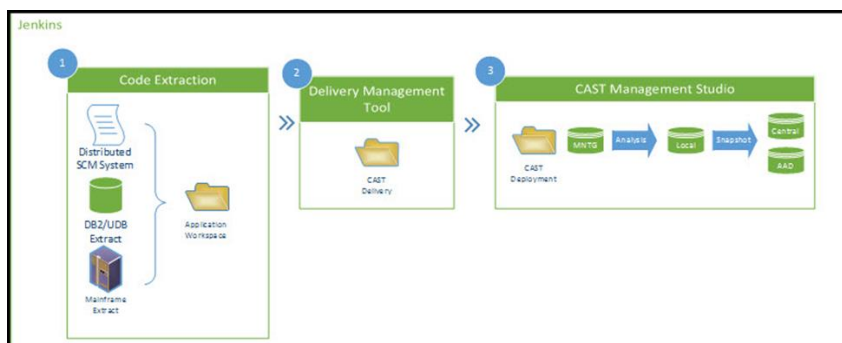 Jenkins
1
Code Extraction
Distributed
SCM System
DB2/UDB
Extract
Mainframe
Extract
Application
Workspace
2
Delivery Management
Tool
CAST
Delivery
3
CAST Management Studio
CAST
Deployment
MNTG
Analysis
Local
Snapshot
Central
AAD